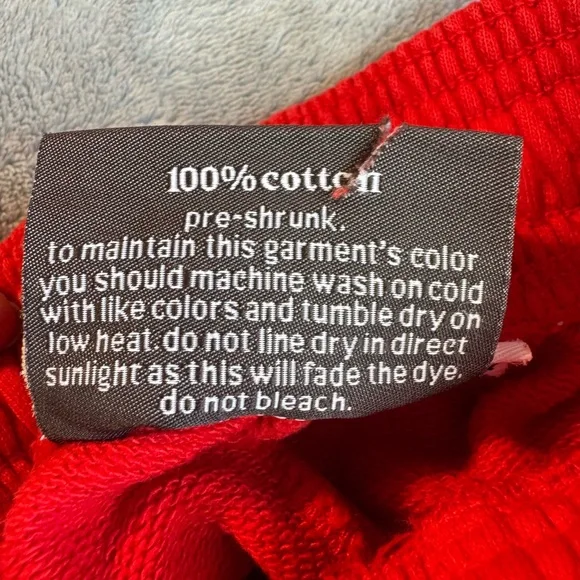 100% cotton
pre-shrunk.
to maintain this garment's color
you should machine wash on cold
with like colors and tumble dry on
low heat. do not line dry in direct
sunlight as this will fade the dye.
do not bleach.